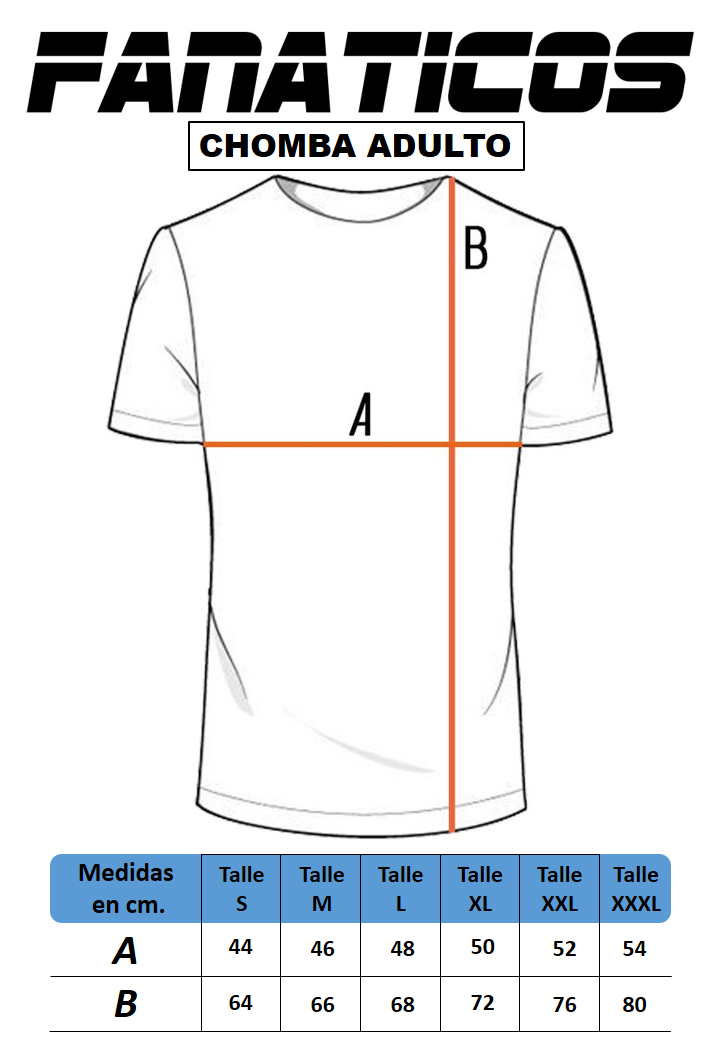 FANATICOS
CHOMBA ADULTO
B
A
Medidas en cm. Talle S Talle M Talle L Talle XL Talle XXL Talle XXXL
A 44 46 48 50 52 54
B 64 66 68 72 76 80